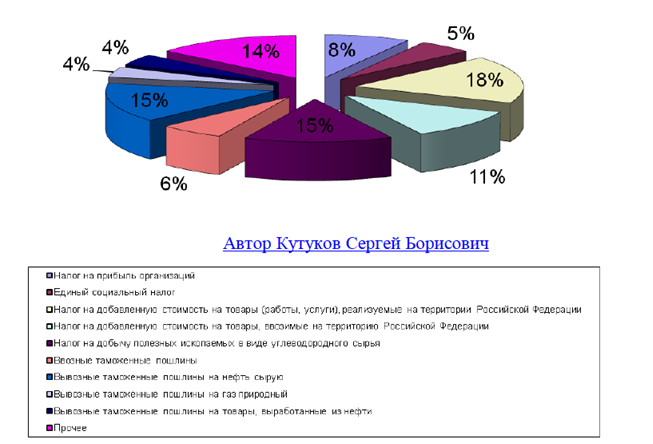 14%
8%
5%
4%
4%
18%
15%
15%
11%
6%
Автор Кутуков Сергей Борисович
Налог на прибыль организаций
Единый социальный налог
Налог на добавленную стоимость на товары (работы, услуги), реализуемые на территории Российской Федерации
Налог на добавленную стоимость на товары, ввозимые на территорию Российской Федерации
Налог на добычу полезных ископаемых в виде углеводородного сырья
Ввозные таможенные пошлины
Вывозные таможенные пошлины на нефть сырую
Вывозные таможенные пошлины на газ природный
Вывозные таможенные пошлины на товары, выработанные из нефти
Прочее